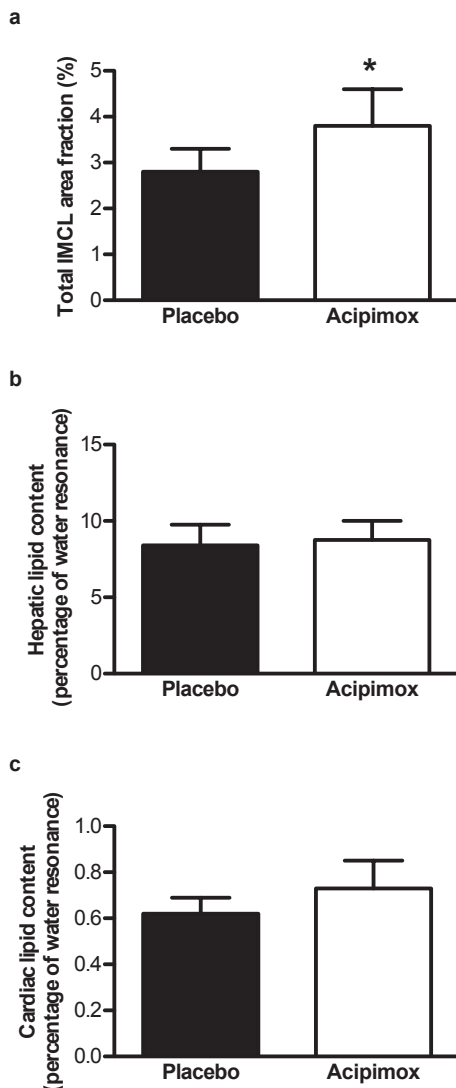 a
Total IMCL area fraction (%)
5
4
3
2
1
0
*
Placebo Acipimox
b
Hepatic lipid content
(percentage of water resonance)
15
10
5
0
Placebo Acipimox
c
Cardiac lipid content
(percentage of water resonance)
1.0
0.8
0.6
0.4
0.2
0.0
Placebo Acipimox